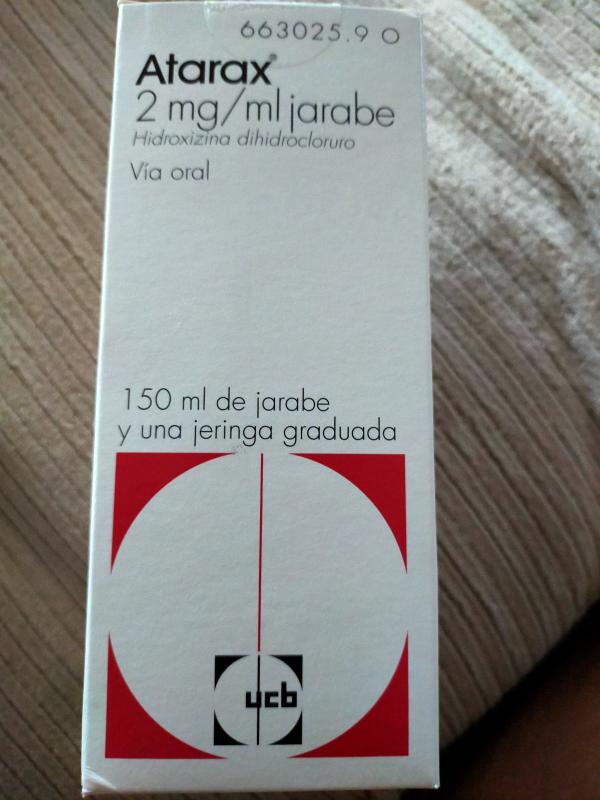 663025.9 O
Atarax®
2 mg/ml jarabe
Hidroxizina dihidrocloruro
Vía oral
150 ml de jarabe
y una jeringa graduada
ucb